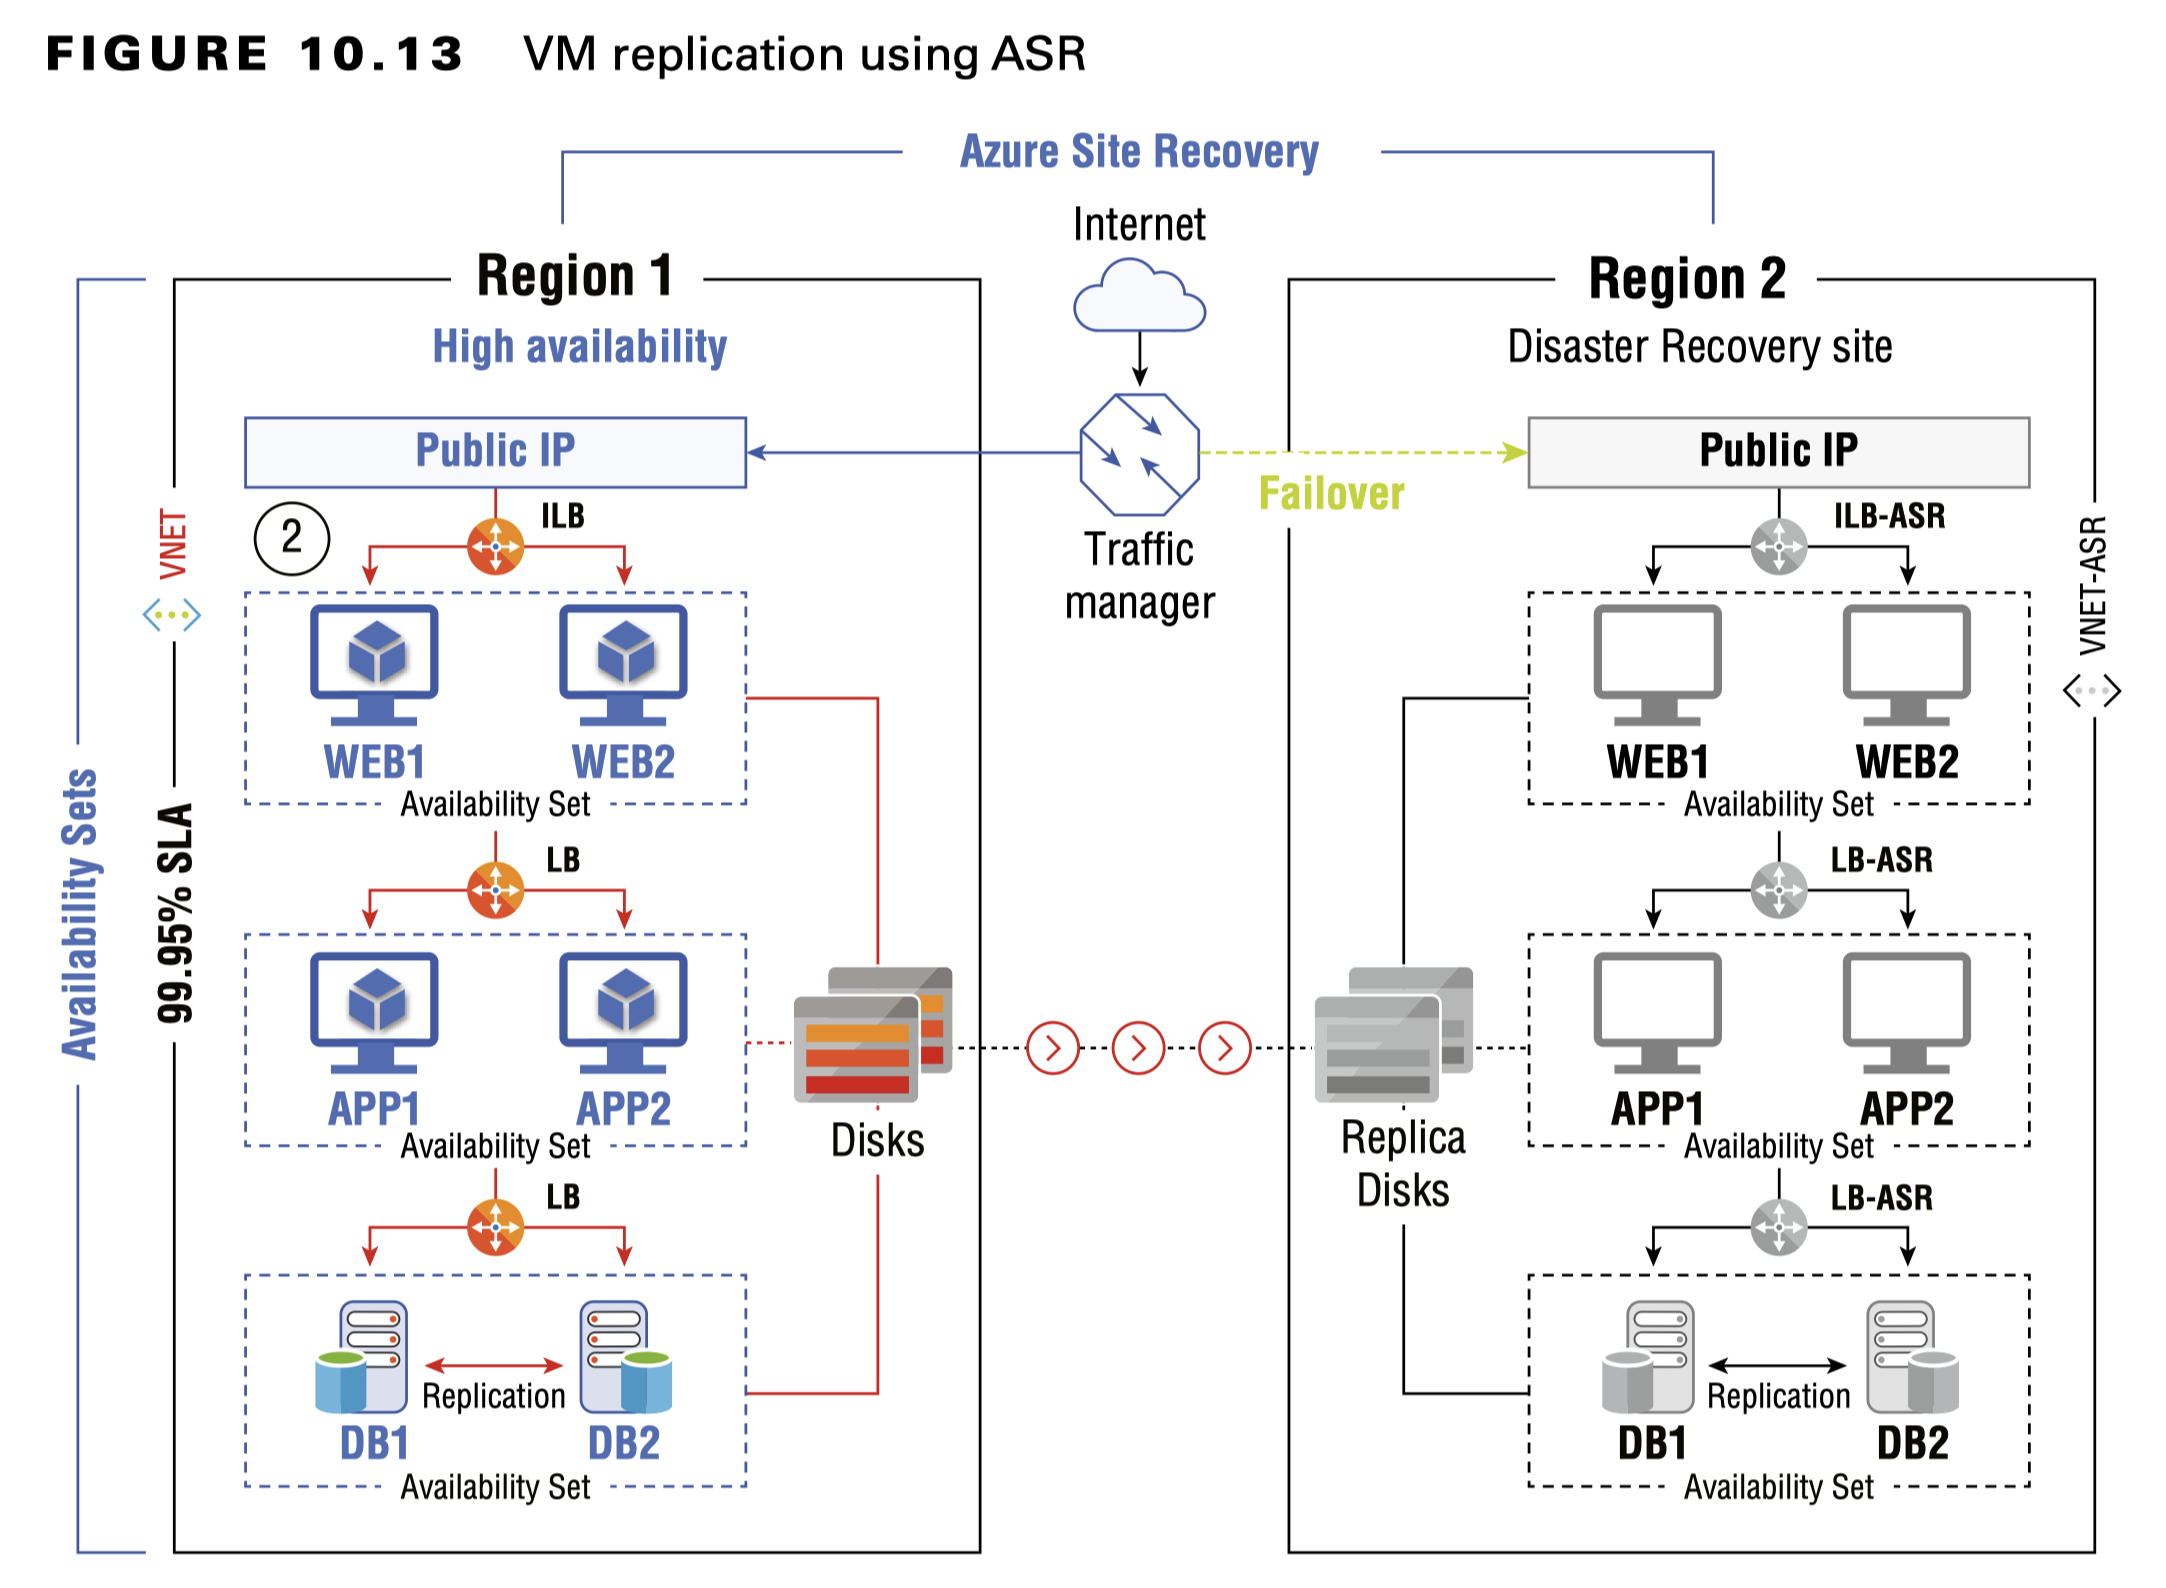 FIGURE 10.13 VM replication using ASR
Azure Site Recovery
Internet
Region 1
High availability
Region 2
Disaster Recovery site
Public IP
Public IP
Failover
Traffic
manager
2
ILB
VNET
WEB1
WEB2
Availability Set
LB
APP1
APP2
Availability Set
LB
Replication
DB1
DB2
Availability Set
Availability Sets
99.95% SLA
Disks
Replica
Disks
ILB-ASR
VNET-ASR
WEB1
WEB2
Availability Set
LB-ASR
APP1
APP2
Availability Set
LB-ASR
Replication
DB1
DB2
Availability Set